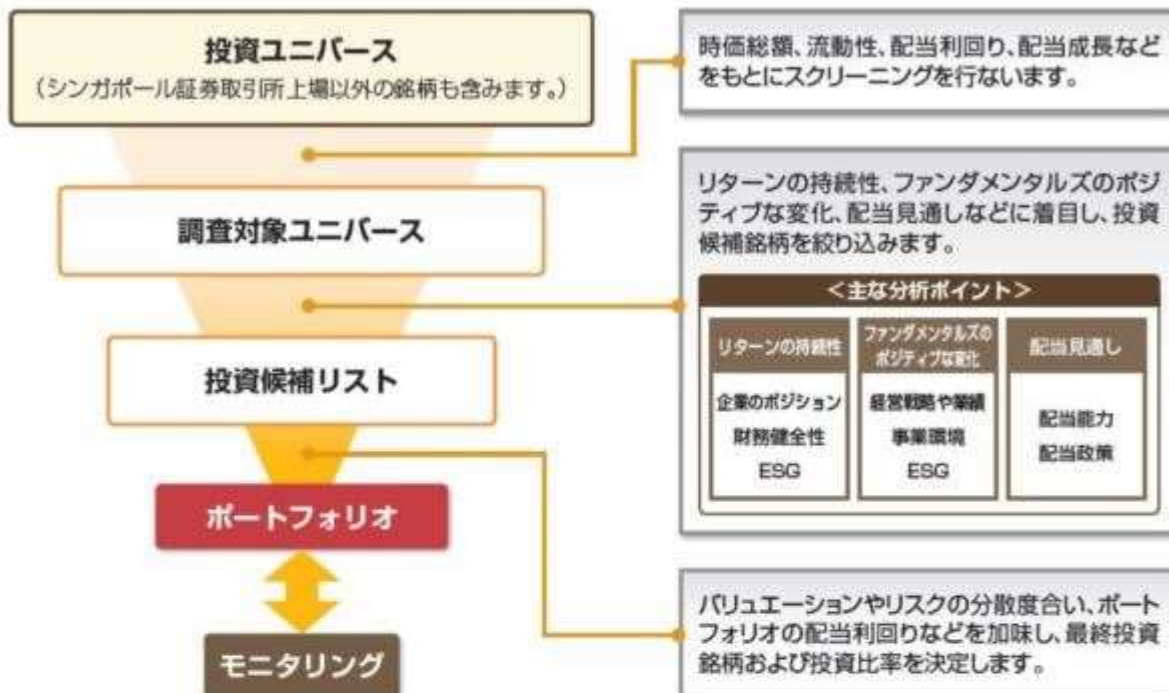 投資ユニバース
（シンガポール証券取引所上場以外の銘柄も含みます。）
時価総額、流動性、配当利回り、配当成長など
をもとにスクリーニングを行ないます。
調査対象ユニバース
リターンの持続性、ファンダメンタルズのポジ
ティブな変化、配当見通しなどに着目し、投資
候補銘柄を絞り込みます。
＜主な分析ポイント＞
リターンの持続性
企業のポジション
財務健全性
ESG
ファンダメンタルズの
ポジティブな変化
経営戦略や業績
事業環境
ESG
配当見通し
配当能力
配当政策
投資候補リスト
ポートフォリオ
バリュエーションやリスクの分散度合い、ポート
フォリオの配当利回りなどを加味し、最終投資
銘柄および投資比率を決定します。
モニタリング